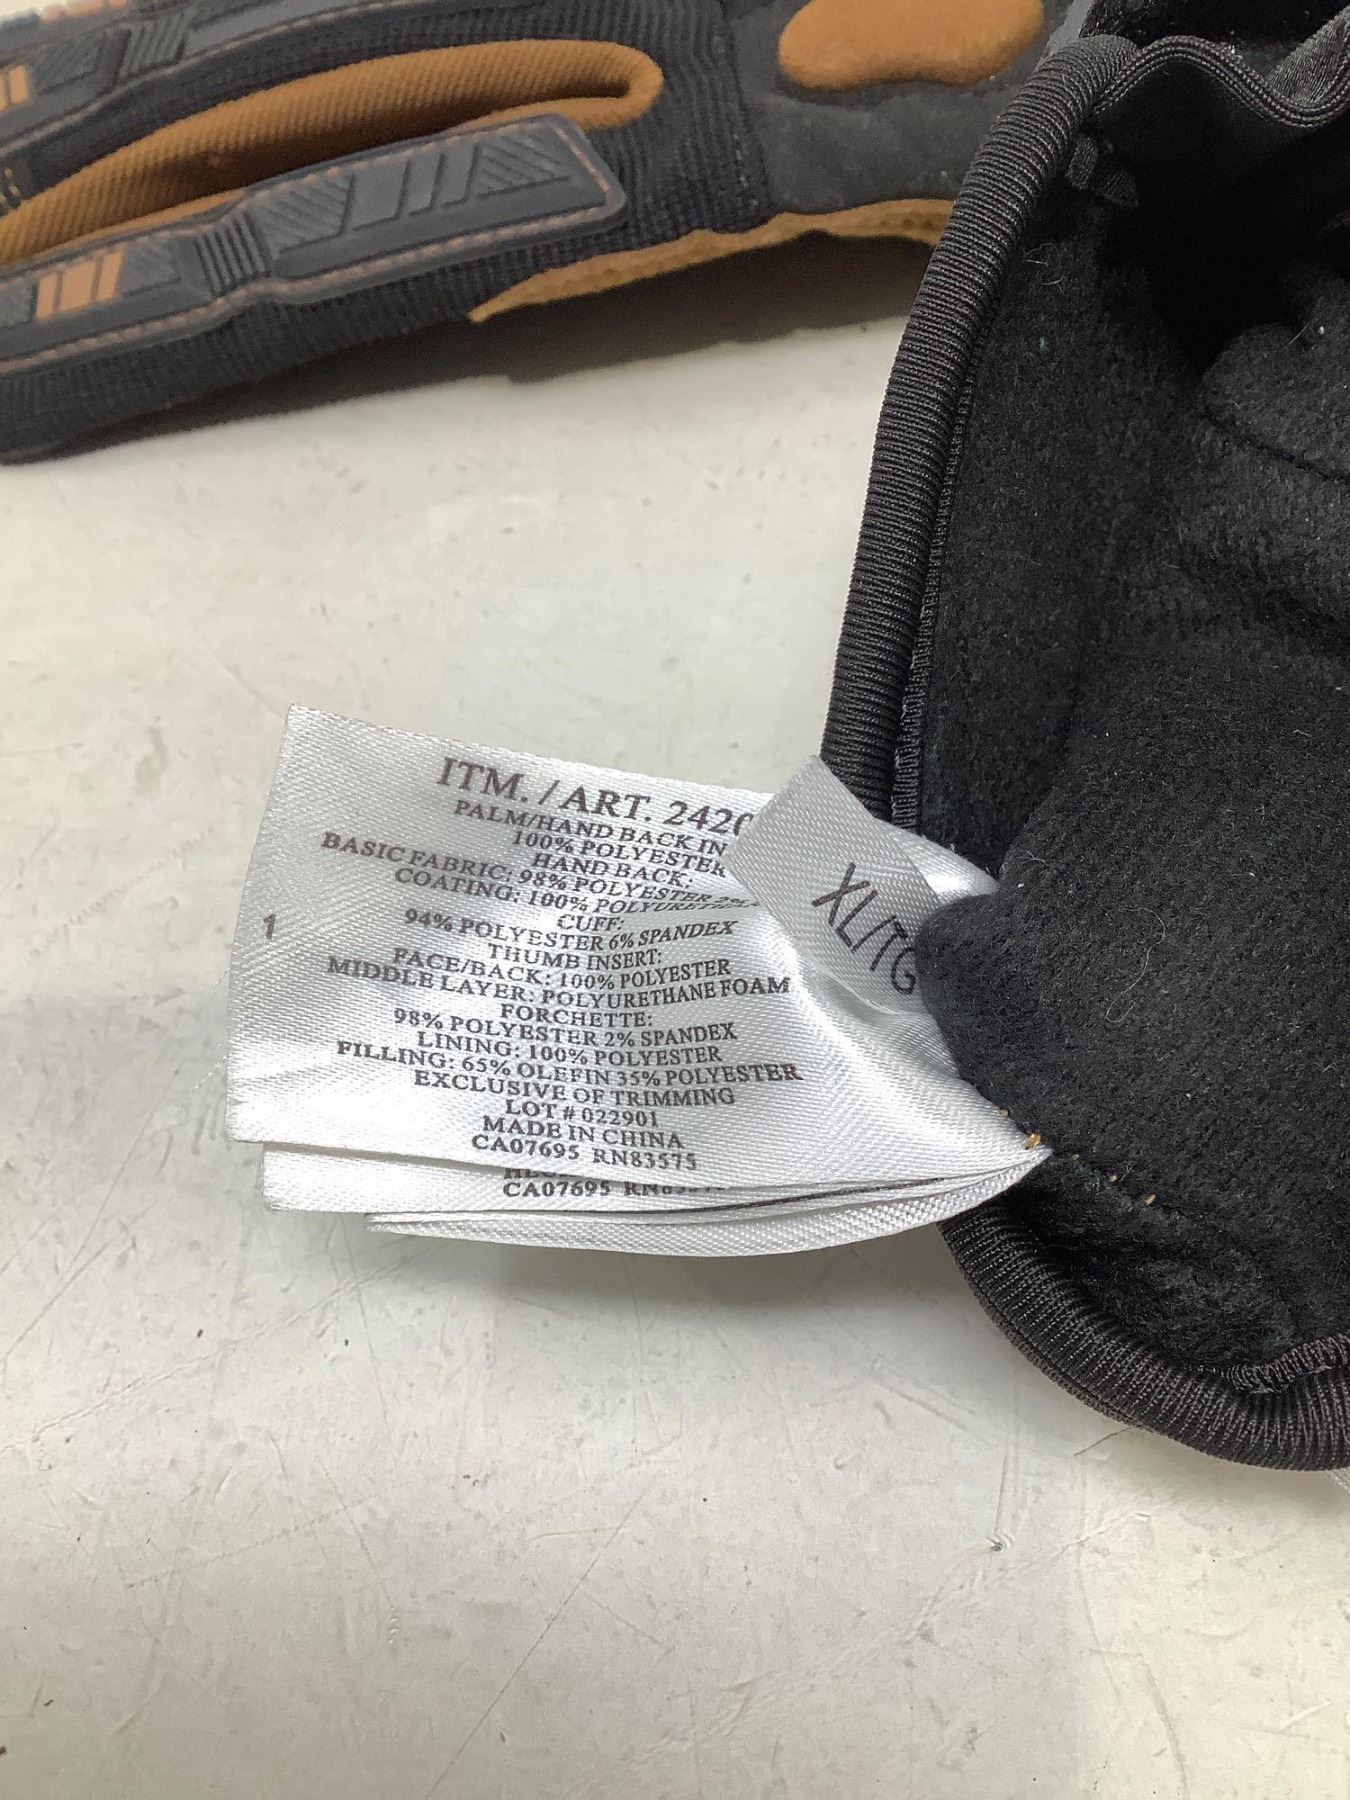 ITM. / ART. 2420
PALM/HAND BACK IN
100% POLYESTER
HAND BACK:
BASIC FABRIC: 98% POLYESTER 2%
COATING: 100% POLYURETHANE
CUFF:
94% POLYESTER 6% SPANDEX
THUMB INSERT:
FACE/BACK: 100% POLYESTER
MIDDLE LAYER: POLYURETHANE FOAM
FORCHETTE:
98% POLYESTER 2% SPANDEX
LINING: 100% POLYESTER
FILLING: 65% OLEFIN 35% POLYESTER
EXCLUSIVE OF TRIMMING
LOT # 022901
MADE IN CHINA
CA07695 RN83575
1
XL/TG
CA07695 RN83575